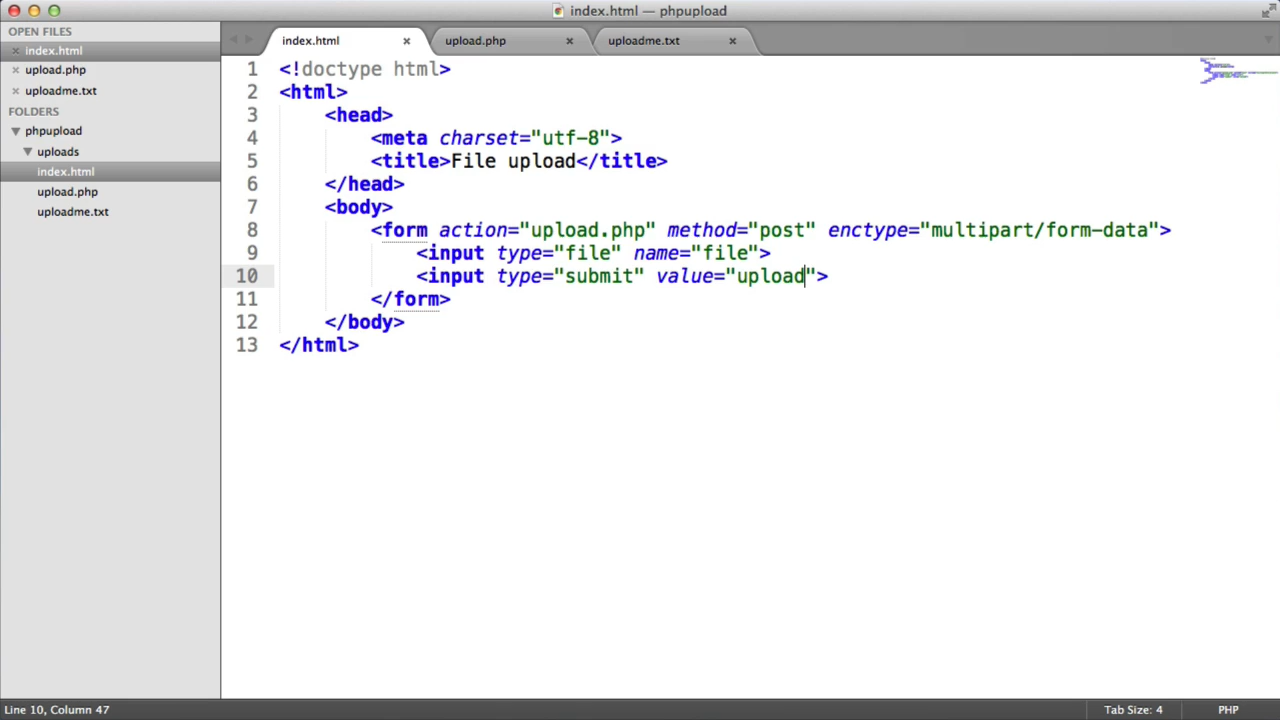 index.html — phpupload
OPEN FILES
index.html
upload.php
uploadme.txt
FOLDERS
phpupload
uploads
index.html
upload.php
uploadme.txt
index.html
upload.php
uploadme.txt
1 <!doctype html>
2 <html>
3 <head>
4 <meta charset="utf-8">
5 <title>File upload</title>
6 </head>
7 <body>
8 <form action="upload.php" method="post" enctype="multipart/form-data">
9 <input type="file" name="file">
10 <input type="submit" value="upload">
11 </form>
12 </body>
13 </html>
Line 10, Column 47
Tab Size: 4
PHP